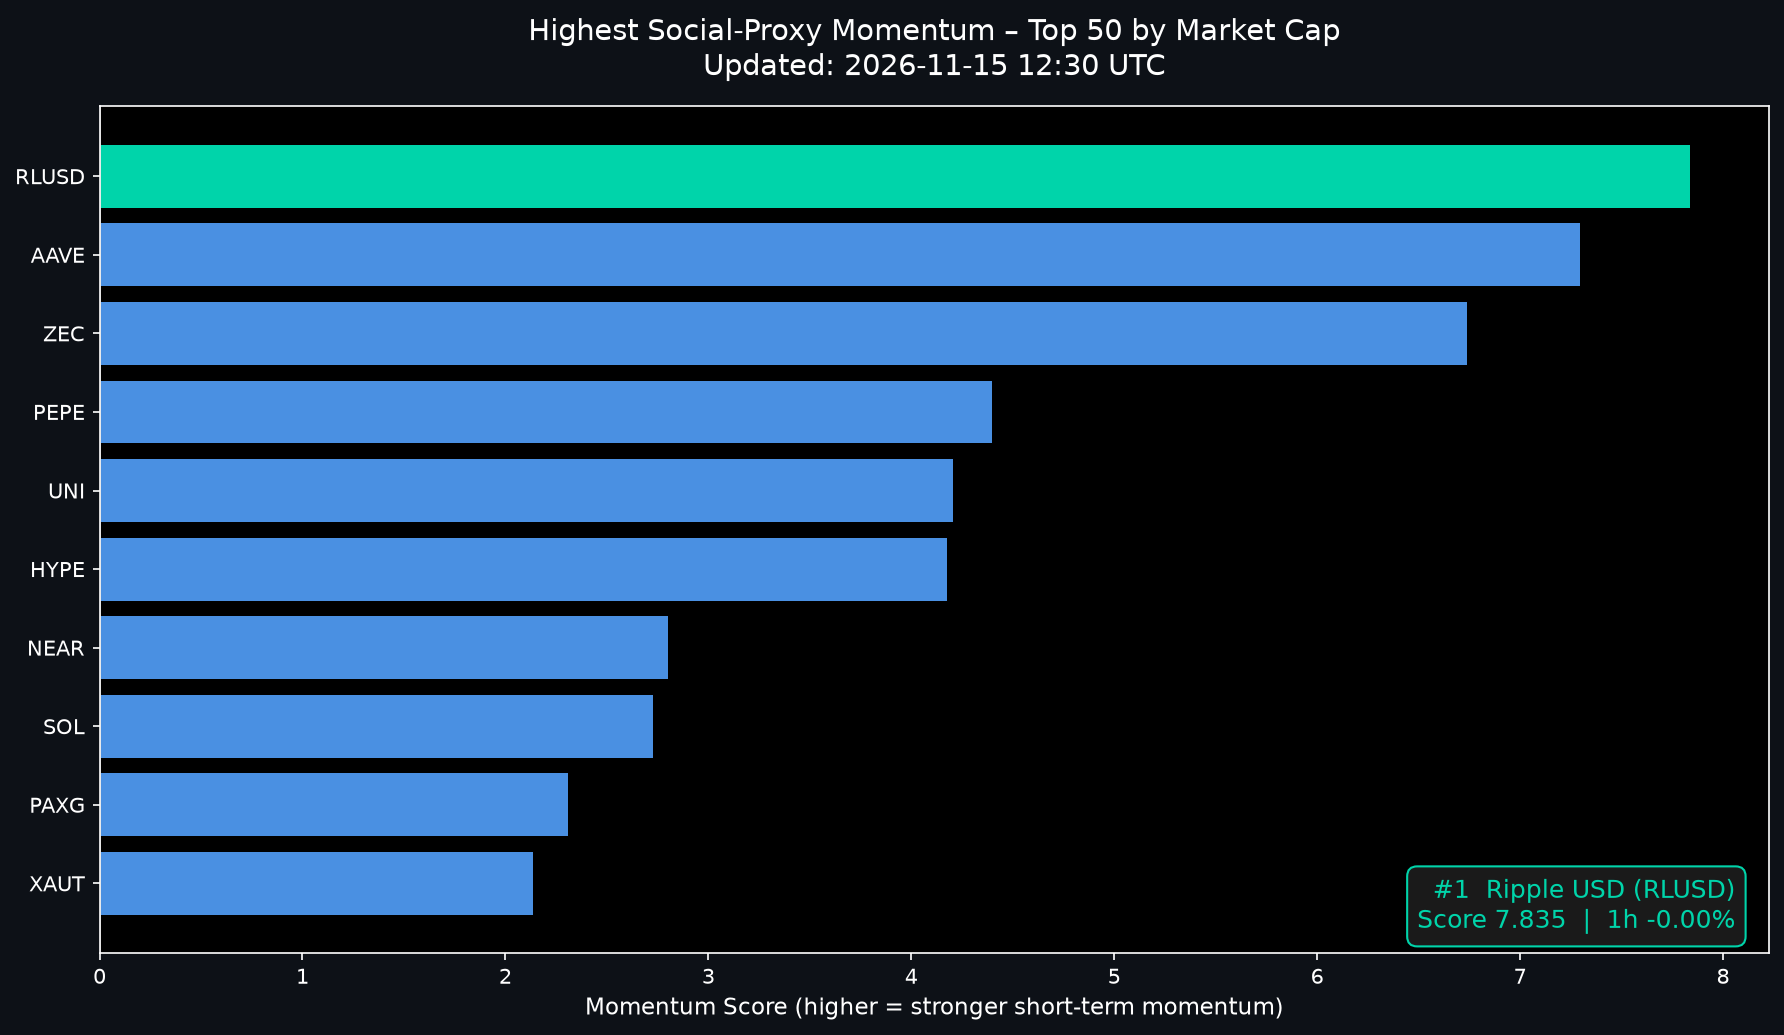 Highest Social-Proxy Momentum – Top 50 by Market Cap
Updated: 2026-11-15 12:30 UTC
RLUSD
AAVE
ZEC
PEPE
UNI
HYPE
NEAR
SOL
PAXG
XAUT
#1  Ripple USD (RLUSD)
Score 7.835  |  1h -0.00%
0 1 2 3 4 5 6 7 8
Momentum Score (higher = stronger short-term momentum)